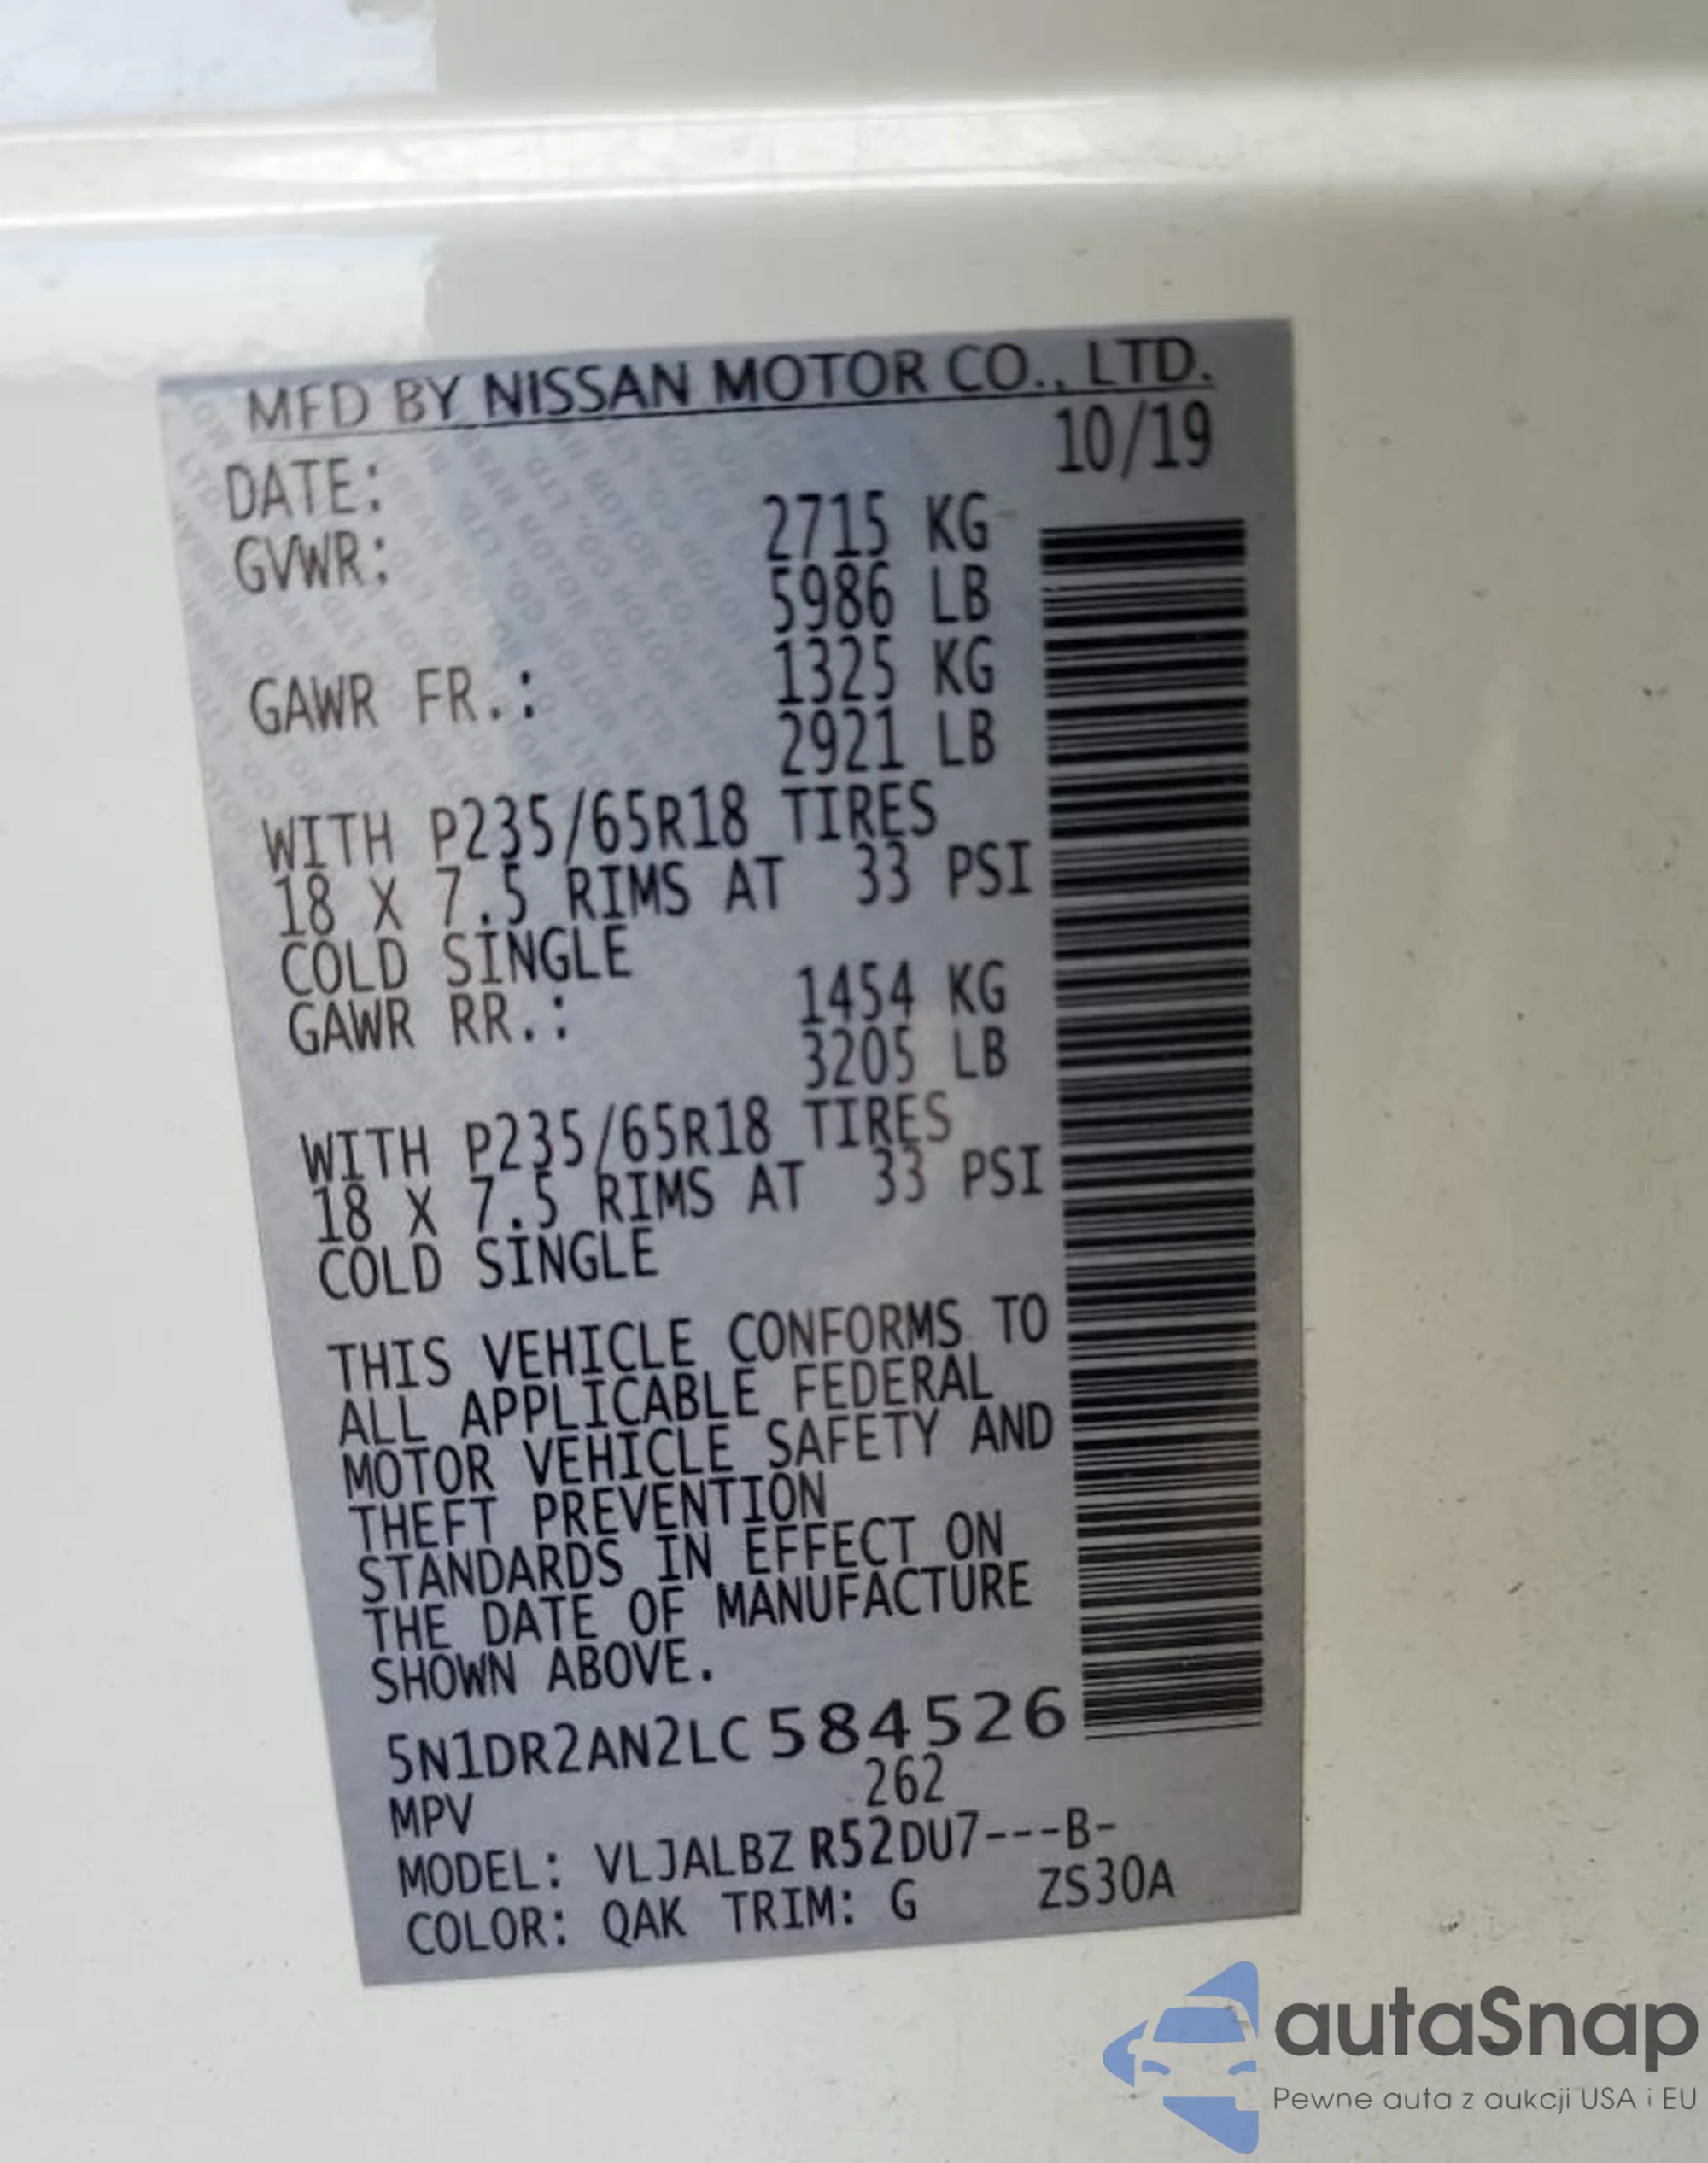 MFD BY NISSAN MOTOR CO., LTD.
DATE: 10/19
GVWR: 2715 KG
5986 LB
GAWR FR.: 1325 KG
2921 LB
WITH P235/65R18 TIRES
18 X 7.5 RIMS AT 33 PSI
COLD SINGLE
GAWR RR.: 1454 KG
3205 LB
WITH P235/65R18 TIRES
18 X 7.5 RIMS AT 33 PSI
COLD SINGLE
THIS VEHICLE CONFORMS TO
ALL APPLICABLE FEDERAL
MOTOR VEHICLE SAFETY AND
THEFT PREVENTION
STANDARDS IN EFFECT ON
THE DATE OF MANUFACTURE
SHOWN ABOVE.
5N1DR2AN2LC584526
MPV 262
MODEL: VLJALBZ R52DU7---B-
COLOR: QAK TRIM: G ZS30A
autaSnap
Pewne auta z aukcji USA i EU